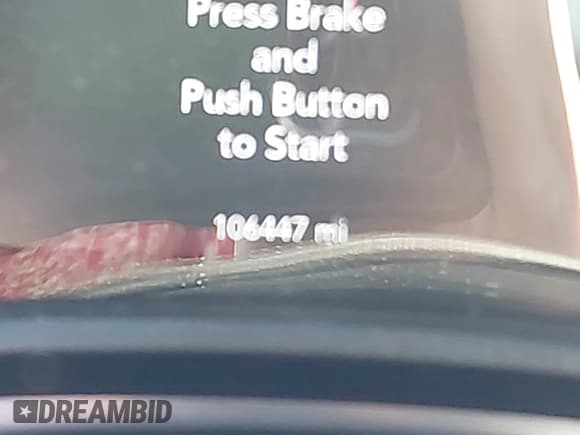 Press Brake
and
Push Button
to Start
106447 mi
DREAMBID